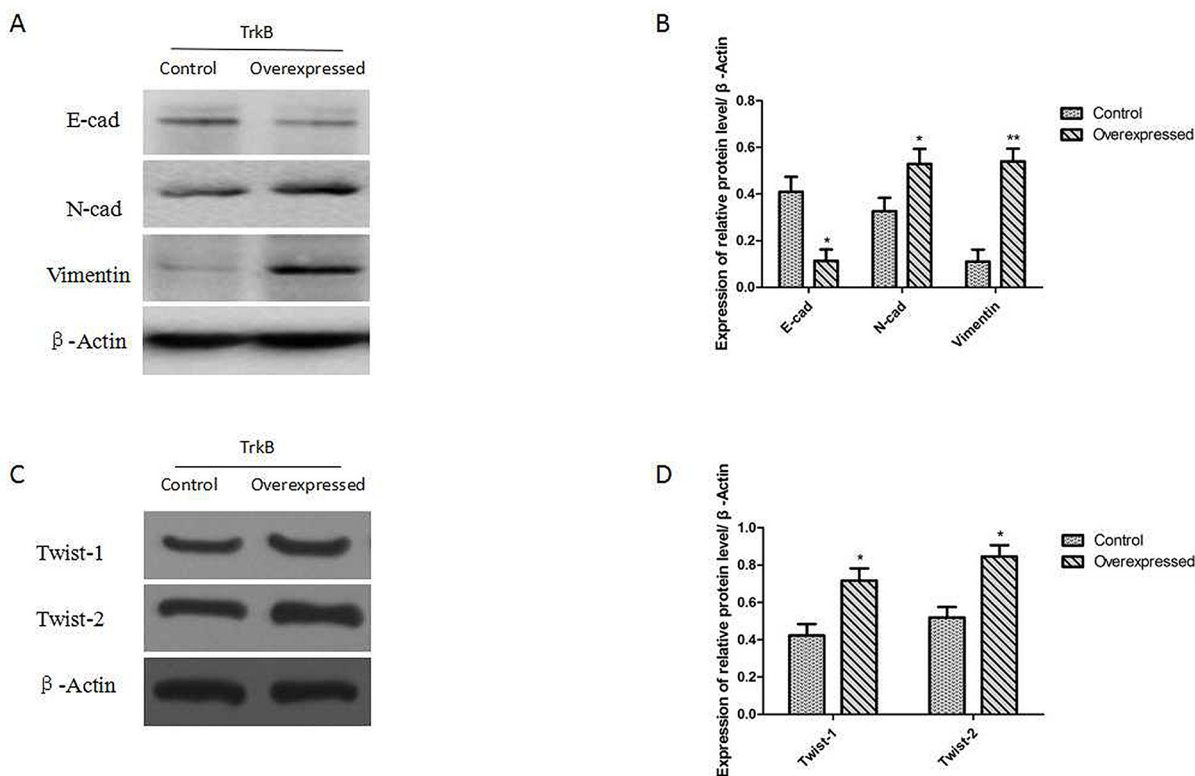 A
TrkB
Control Overexpressed
E-cad
N-cad
Vimentin
β-Actin
B
Expression of relative protein level/ β-Actin
0.8
0.6
0.4
0.2
0.0
* * **
E-cad N-cad Vimentin
Control
Overexpressed
C
TrkB
Control Overexpressed
Twist-1
Twist-2
β-Actin
D
Expression of relative protein level/ β-Actin
1.0
0.8
0.6
0.4
0.2
0.0
* *
Twist-1 Twist-2
Control
Overexpressed